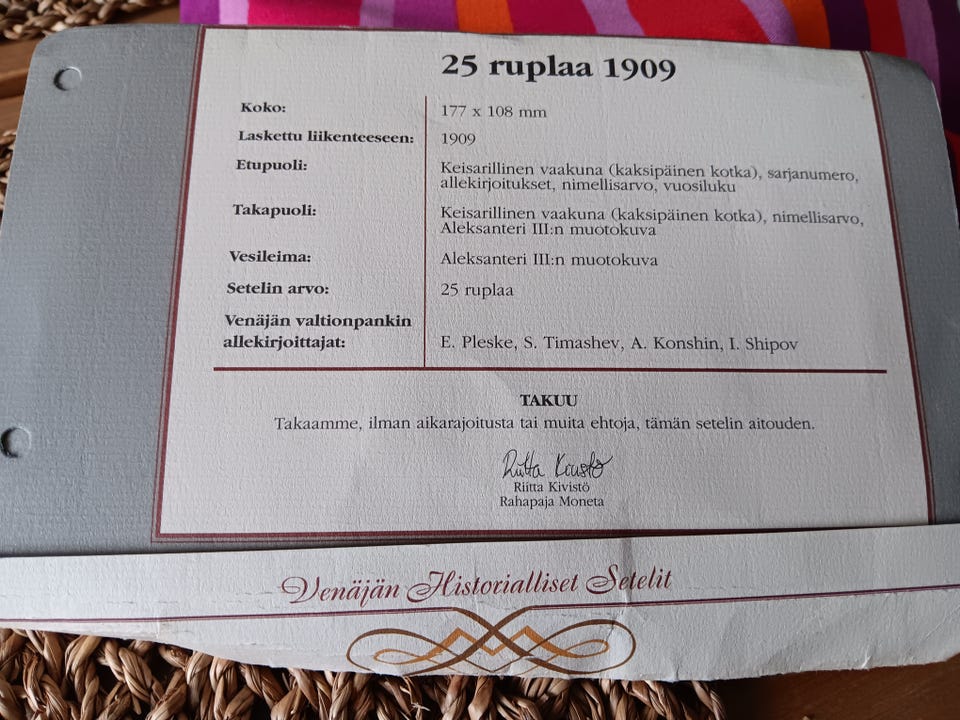 25 ruplaa 1909
Koko: 177 x 108 mm
Laskettu liikenteeseen: 1909
Etupuoli: Keisarillinen vaakuna (kaksipäinen kotka), sarjanumero,
allekirjoitukset, nimellisarvo, vuosiluku
Takapuoli: Keisarillinen vaakuna (kaksipäinen kotka), nimellisarvo,
Aleksanteri III:n muotokuva
Vesileima: Aleksanteri III:n muotokuva
Setelin arvo: 25 ruplaa
Venäjän valtionpankin
allekirjoittajat: E. Pleske, S. Timashev, A. Konshin, I. Shipov
TAKUU
Takaamme, ilman aikarajoitusta tai muita ehtoja, tämän setelin aitouden.
Riitta Kivistö
Riitta Kivistö
Rahapaja Moneta
Venäjän Historialliset Setelit